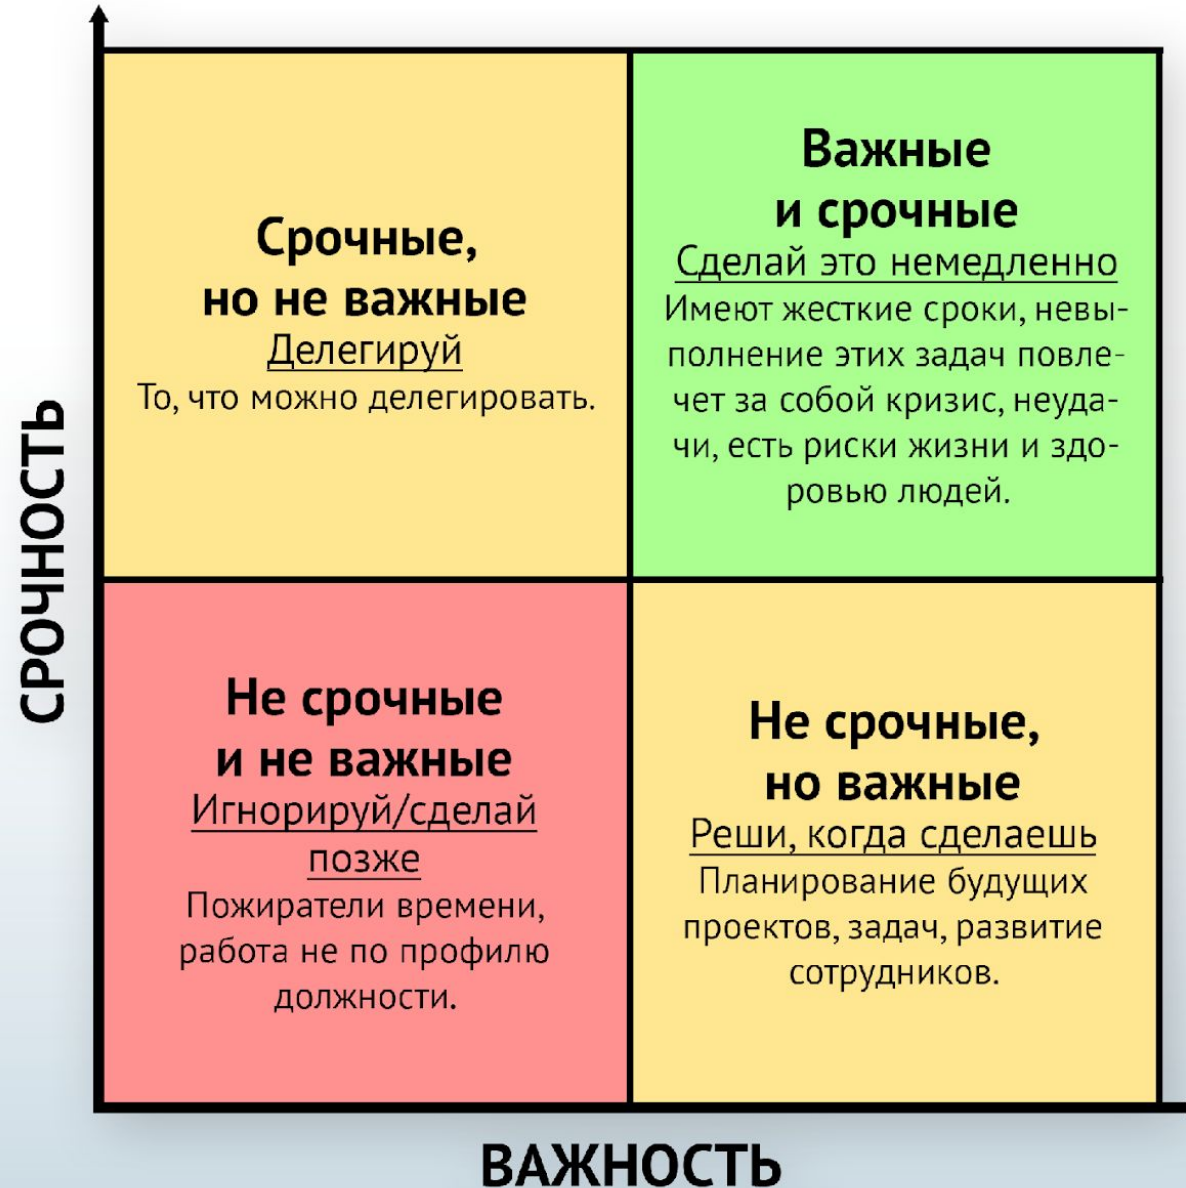 Срочные,
но не важные
Делегируй
То, что можно делегировать.
Важные
и срочные
Сделай это немедленно
Имеют жесткие сроки, невы-
полнение этих задач повле-
чет за собой кризис, неуда-
чи, есть риски жизни и здо-
ровью людей.
СРОЧНОСТЬ
Не срочные
и не важные
Игнорируй/сделай
позже
Пожиратели времени,
работа не по профилю
должности.
Не срочные,
но важные
Реши, когда сделаешь
Планирование будущих
проектов, задач, развитие
сотрудников.
ВАЖНОСТЬ